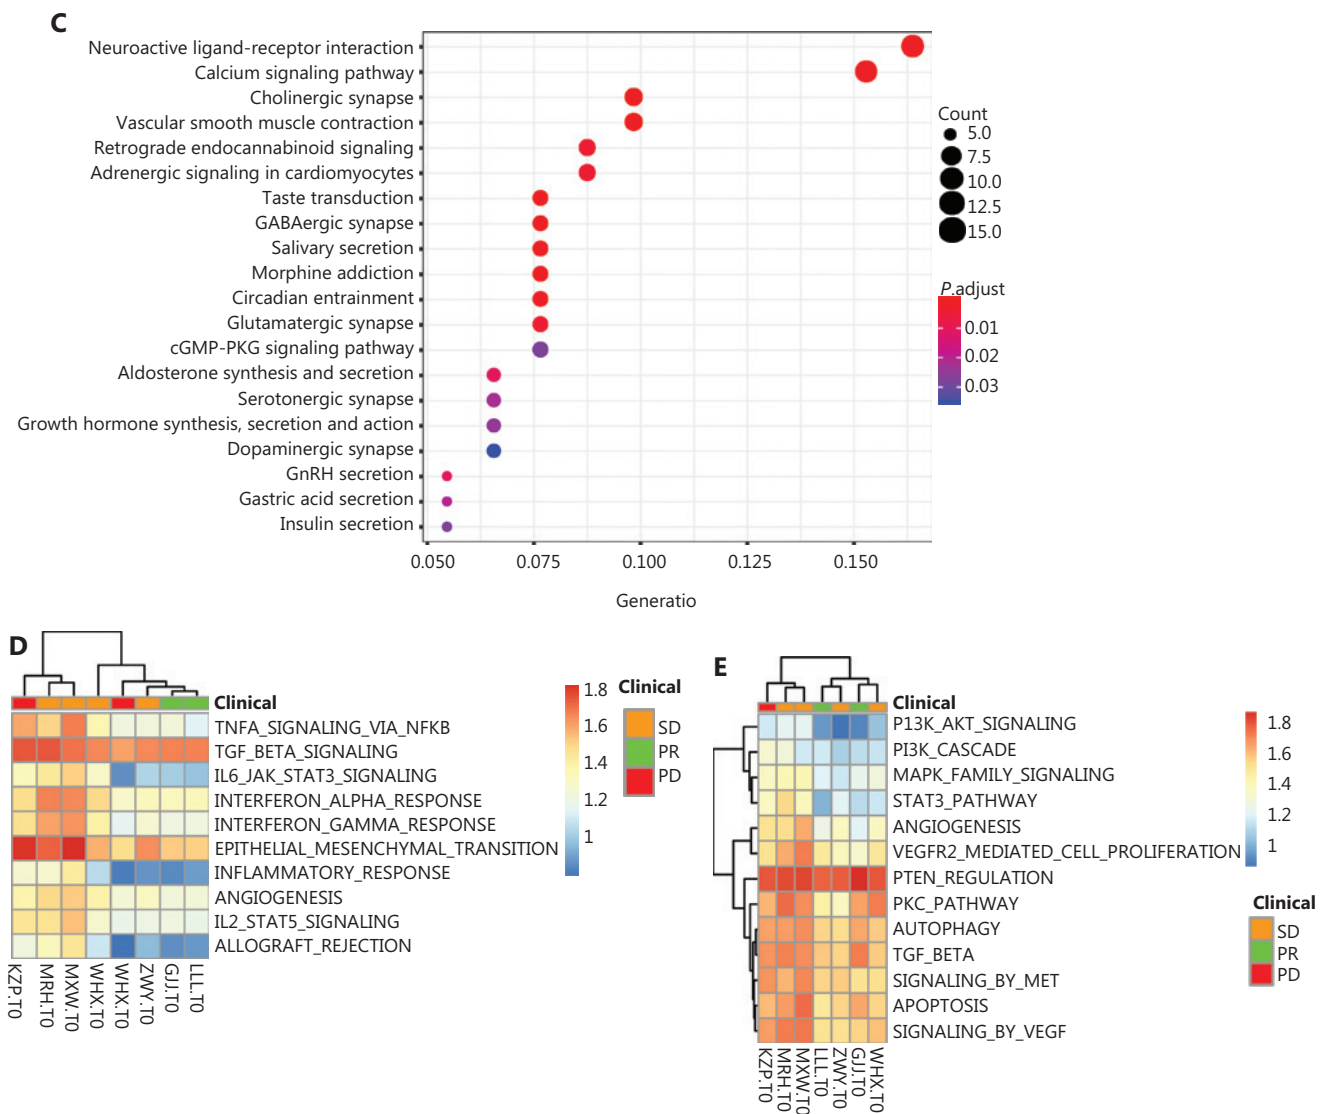 C
Neuroactive ligand-receptor interaction
Calcium signaling pathway
Cholinergic synapse
Vascular smooth muscle contraction
Retrograde endocannabinoid signaling
Adrenergic signaling in cardiomyocytes
Taste transduction
GABAergic synapse
Salivary secretion
Morphine addiction
Circadian entrainment
Glutamatergic synapse
cGMP-PKG signaling pathway
Aldosterone synthesis and secretion
Serotonergic synapse
Growth hormone synthesis, secretion and action
Dopaminergic synapse
GnRH secretion
Gastric acid secretion
Insulin secretion
0.050 0.075 0.100 0.125 0.150
Generatio
Count
5.0
7.5
10.0
12.5
15.0
P.adjust
0.01
0.02
0.03
D
Clinical
TNFA_SIGNALING_VIA_NFKB
TGF_BETA_SIGNALING
IL6_JAK_STAT3_SIGNALING
INTERFERON_ALPHA_RESPONSE
INTERFERON_GAMMA_RESPONSE
EPITHELIAL_MESENCHYMAL_TRANSITION
INFLAMMATORY_RESPONSE
ANGIOGENESIS
IL2_STAT5_SIGNALING
ALLOGRAFT_REJECTION
KZP.T0 MRH.T0 MXW.T0 WHX.T0 WHX.T0 ZWY.T0 GJJ.T0 LLL.T0
1.8
1.6
1.4
1.2
1
Clinical
SD
PR
PD
E
Clinical
P13K_AKT_SIGNALING
PI3K_CASCADE
MAPK_FAMILY_SIGNALING
STAT3_PATHWAY
ANGIOGENESIS
VEGFR2_MEDIATED_CELL_PROLIFERATION
PTEN_REGULATION
PKC_PATHWAY
AUTOPHAGY
TGF_BETA
SIGNALING_BY_MET
APOPTOSIS
SIGNALING_BY_VEGF
KZP.T0 MRH.T0 MXW.T0 LLL.T0 ZWY.T0 GJJ.T0 WHX.T0
1.8
1.6
1.4
1.2
1
Clinical
SD
PR
PD